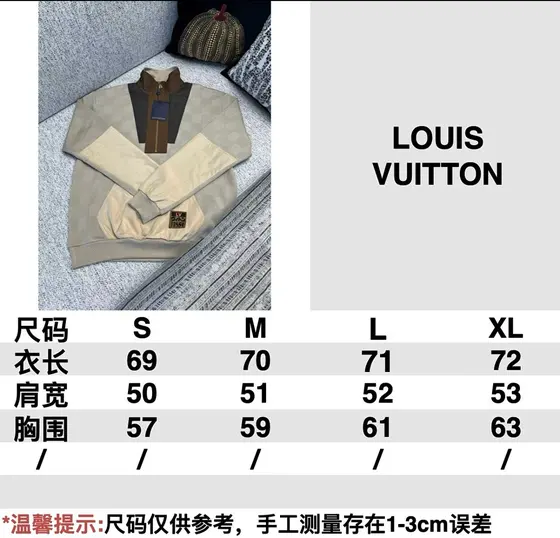 LOUIS
VUITTON
尺码 S M L XL
衣长 69 70 71 72
肩宽 50 51 52 53
胸围 57 59 61 63
/ / / / /
*温馨提示:尺码仅供参考，手工测量存在1-3cm误差